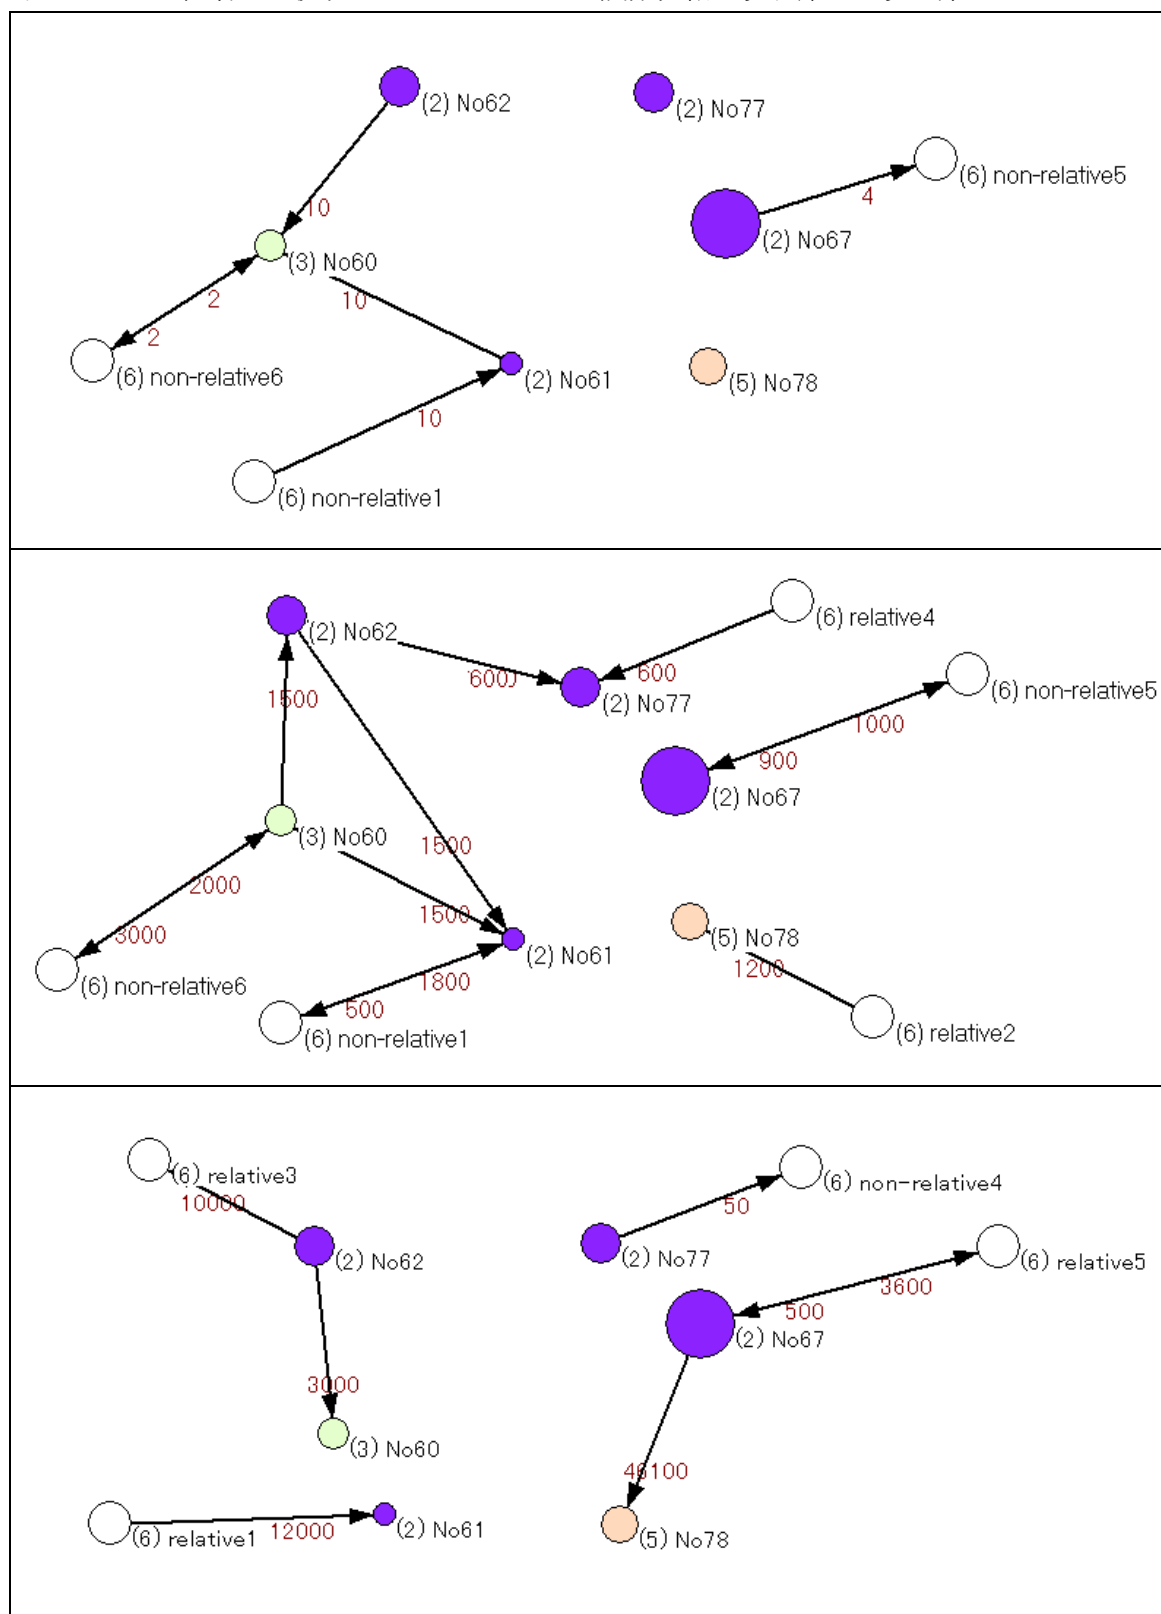 (2) No62
(2) No77
(6) non-relative5
4
(2) No67
10
(3) No60
2
10
2
(6) non-relative6
(2) No61
(5) No78
10
(6) non-relative1
(6) relative4
(2) No62
600
600
(2) No77
(6) non-relative5
1500
1000
900
(2) No67
(3) No60
1500
2000
1500
3000
(5) No78
(2) No61
1200
(6) non-relative6
1800
500
(6) non-relative1
(6) relative2
(6) relative3
10000
(6) non-relative4
50
(2) No62
(2) No77
(6) relative5
3600
500
(2) No67
3000
(3) No60
46100
12000
(2) No61
(6) relative1
(5) No78